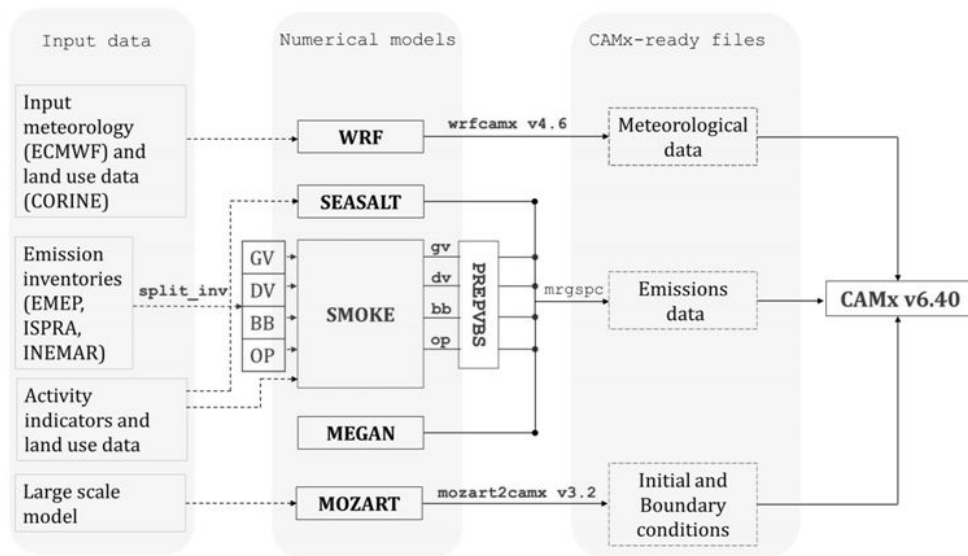 Input data
Numerical models
CAMx-ready files
Input
meteorology
(ECMWF) and
land use data
(CORINE)
WRF
wrfcamx v4.6
Meteorological
data
SEASALT
Emission
inventories
(EMEP,
ISPRA,
INEMAR)
split_inv
GV
DV
BB
OP
SMOKE
gv
dv
bb
op
PREPVBS
mrgspc
Emissions
data
CAMx v6.40
Activity
indicators and
land use data
MEGAN
Large scale
model
MOZART
mozart2camx v3.2
Initial and
Boundary
conditions